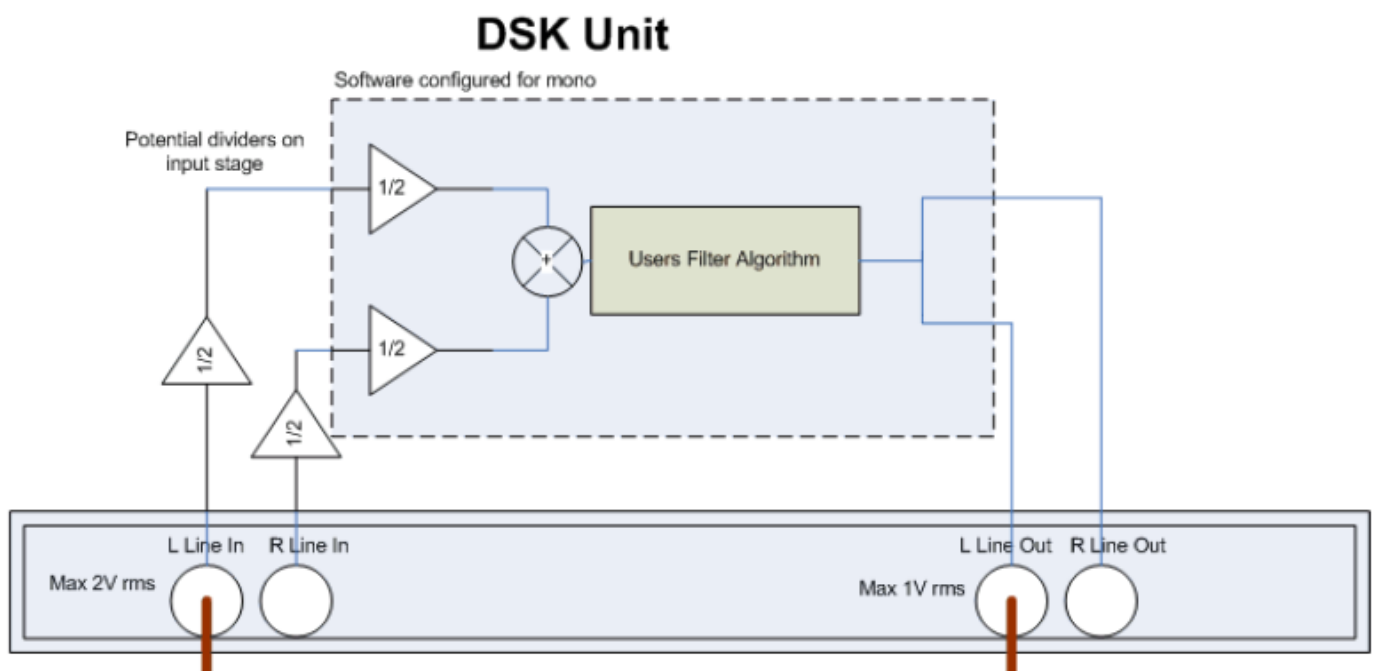 DSK Unit
Software configured for mono
Potential dividers on
input stage
1/2
1/2
+
Users Filter Algorithm
1/2
1/2
L Line In R Line In
L Line Out R Line Out
Max 2V rms
Max 1V rms